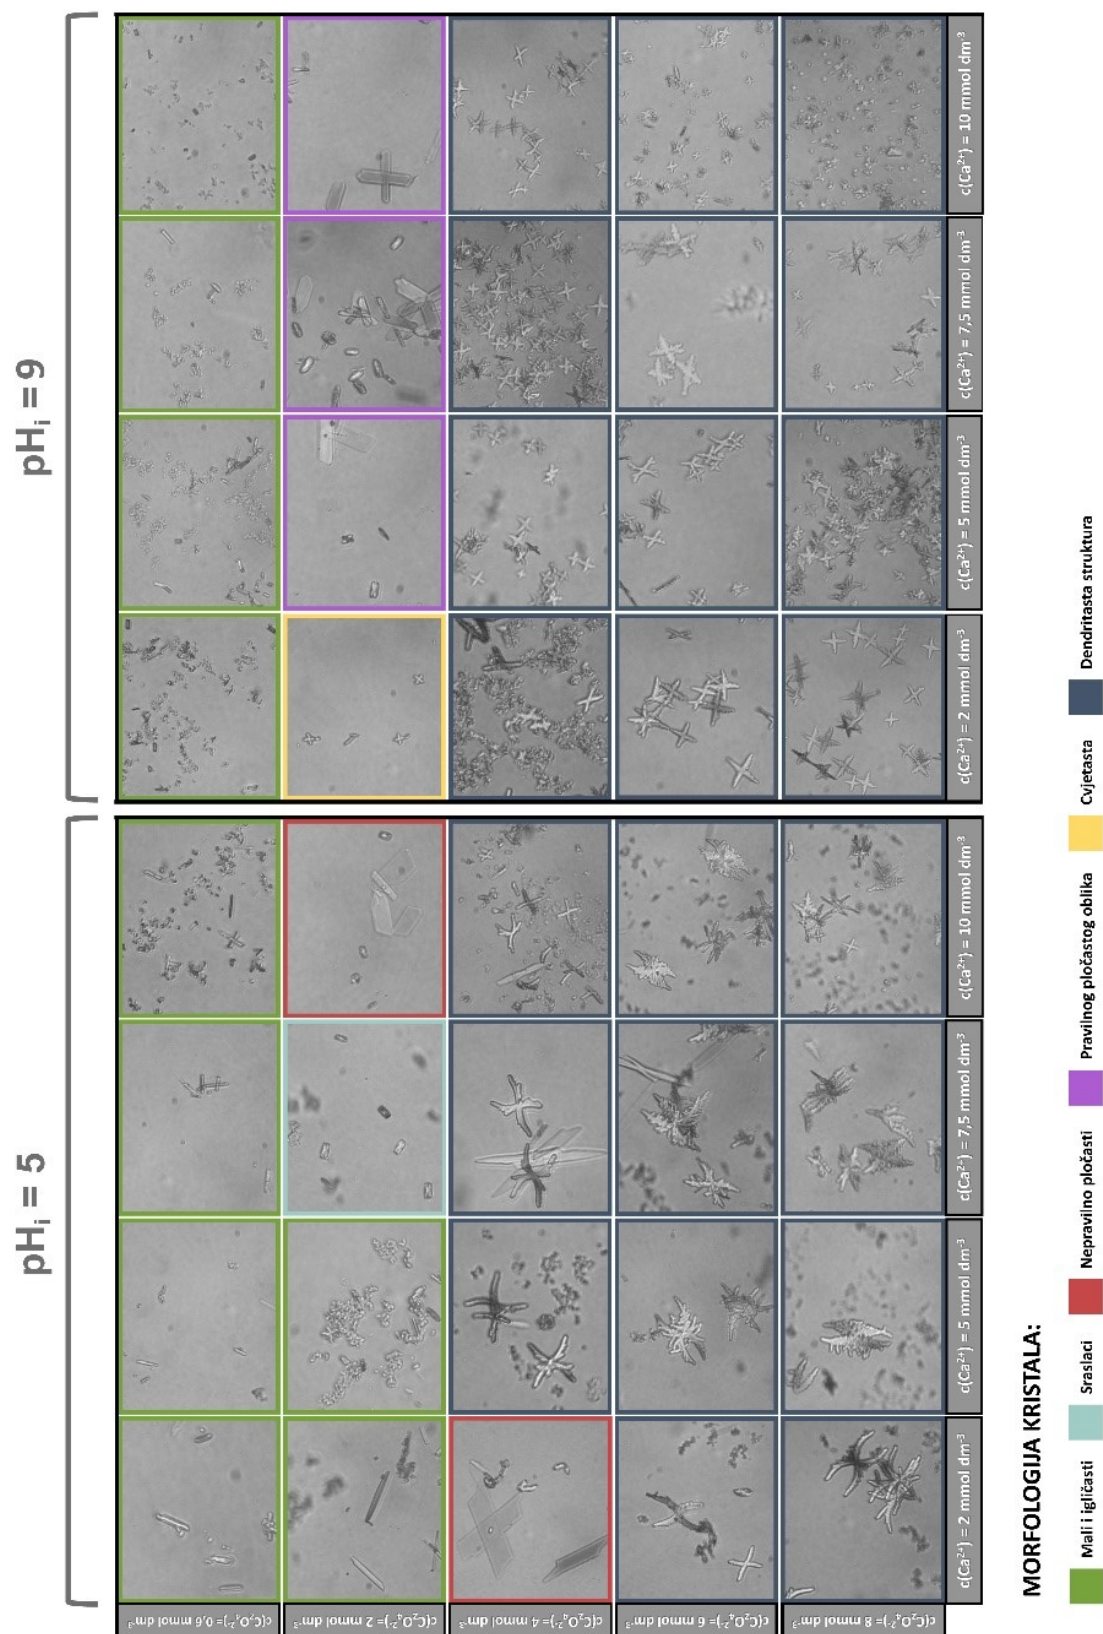 pHᵢ = 5
pHᵢ = 9
c(C₂O₄²⁻) = 0,6 mmol dm⁻³
c(C₂O₄²⁻) = 2 mmol dm⁻³
c(C₂O₄²⁻) = 4 mmol dm⁻³
c(C₂O₄²⁻) = 6 mmol dm⁻³
c(C₂O₄²⁻) = 8 mmol dm⁻³
c(Ca²⁺) = 2 mmol dm⁻³
c(Ca²⁺) = 5 mmol dm⁻³
c(Ca²⁺) = 7,5 mmol dm⁻³
c(Ca²⁺) = 10 mmol dm⁻³
c(Ca²⁺) = 2 mmol dm⁻³
c(Ca²⁺) = 5 mmol dm⁻³
c(Ca²⁺) = 7,5 mmol dm⁻³
c(Ca²⁺) = 10 mmol dm⁻³
MORFOLOGIJA KRISTALA:
Mali i igličasti
Sraslaci
Nepravilno pločasti
Pravilnog pločastog oblika
Cvjetasta
Dendritasta struktura